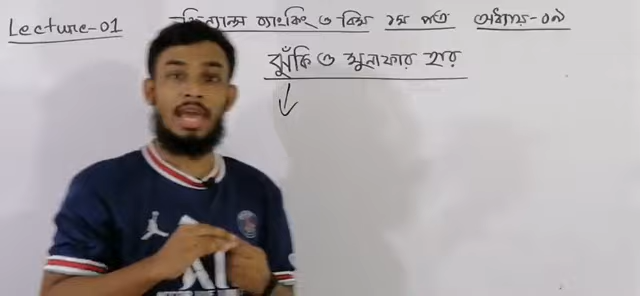 Lecture-01 ফিন্যান্স ব্যাংকিং ও বিমা ১ম পত্র অধ্যায়-০৯
ঝুঁকি ও মুনাফার হার